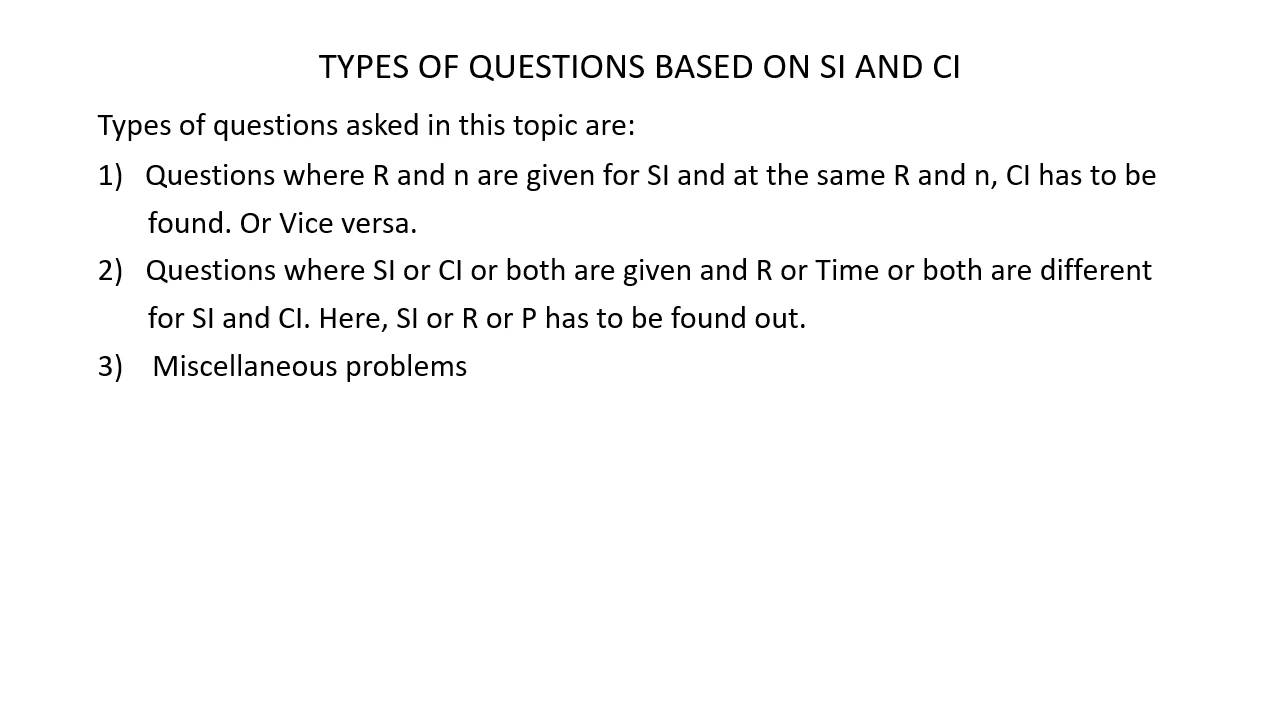 TYPES OF QUESTIONS BASED ON SI AND CI
Types of questions asked in this topic are:
1) Questions where R and n are given for SI and at the same R and n, CI has to be
found. Or Vice versa.
2) Questions where SI or CI or both are given and R or Time or both are different
for SI and CI. Here, SI or R or P has to be found out.
3) Miscellaneous problems